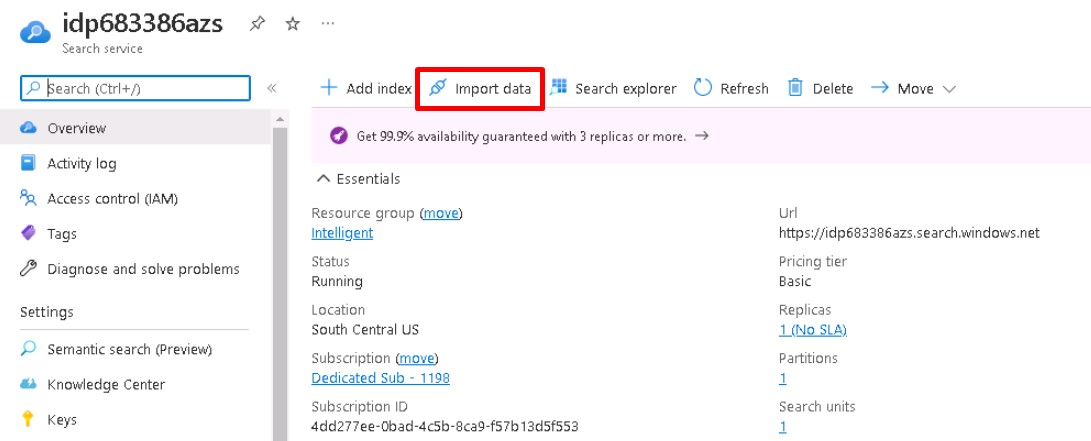 idp683386azs
Search service
Search (Ctrl+/)
Overview
Activity log
Access control (IAM)
Tags
Diagnose and solve problems
Settings
Semantic search (Preview)
Knowledge Center
Keys
Add index
Import data
Search explorer
Refresh
Delete
Move
Get 99.9% availability guaranteed with 3 replicas or more.
Essentials
Resource group (move)
Intelligent
Status
Running
Location
South Central US
Subscription (move)
Dedicated Sub - 1198
Subscription ID
4dd277ee-0bad-4c5b-8ca9-f57b13d5f553
Url
https://idp683386azs.search.windows.net
Pricing tier
Basic
Replicas
1 (No SLA)
Partitions
1
Search units
1